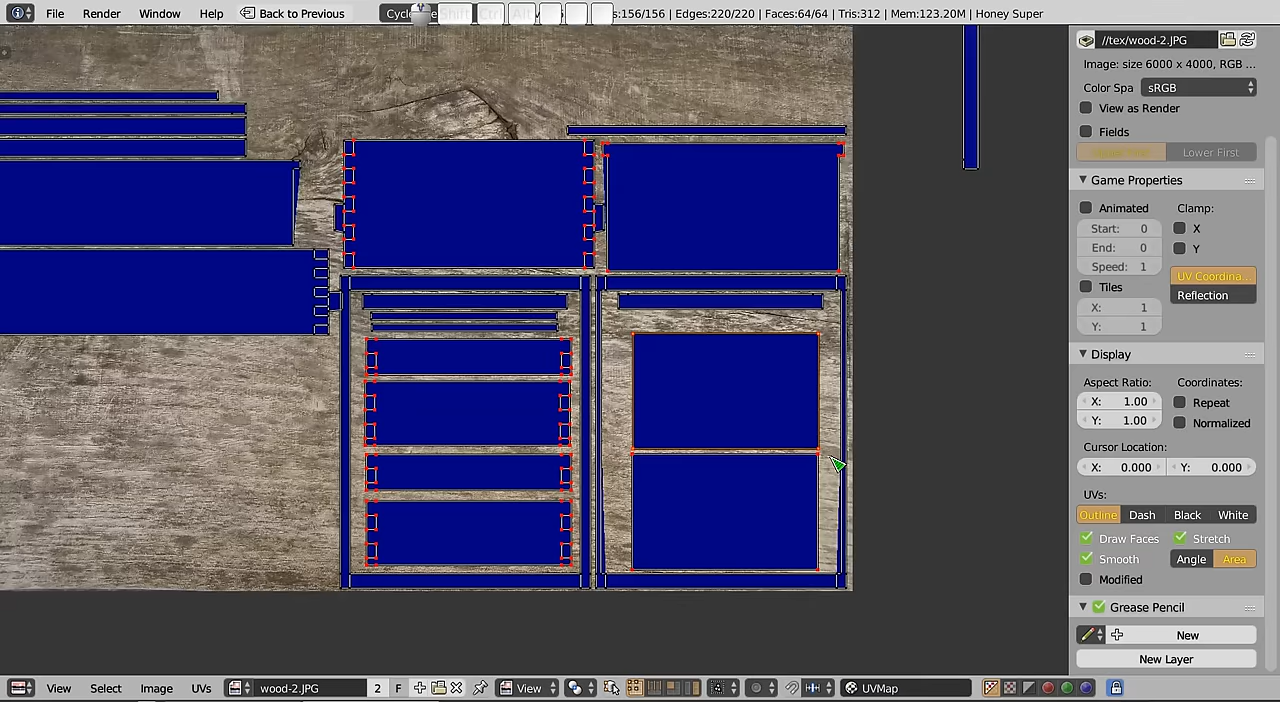 File Render Window Help Back to Previous Shift Ctrl Alt :156/156 | Edges:220/220 | Faces:64/64 | Tris:312 | Mem:123.20M | Honey Super
//tex/wood-2.JPG
Image: size 6000 x 4000, RGB ...
Color Spa sRGB
View as Render
Fields
Lower First
Game Properties
Animated Clamp:
Start: 0 X
End: 0 Y
Speed: 1 UV Coordina...
Tiles Reflection
X: 1
Y: 1
Display
Aspect Ratio: Coordinates:
X: 1.00 Repeat
Y: 1.00 Normalized
Cursor Location:
X: 0.000 Y: 0.000
UVs:
Outline Dash Black White
Draw Faces Stretch
Smooth Angle Area
Modified
Grease Pencil
New
New Layer
View Select Image UVs wood-2.JPG 2 F View UVMap